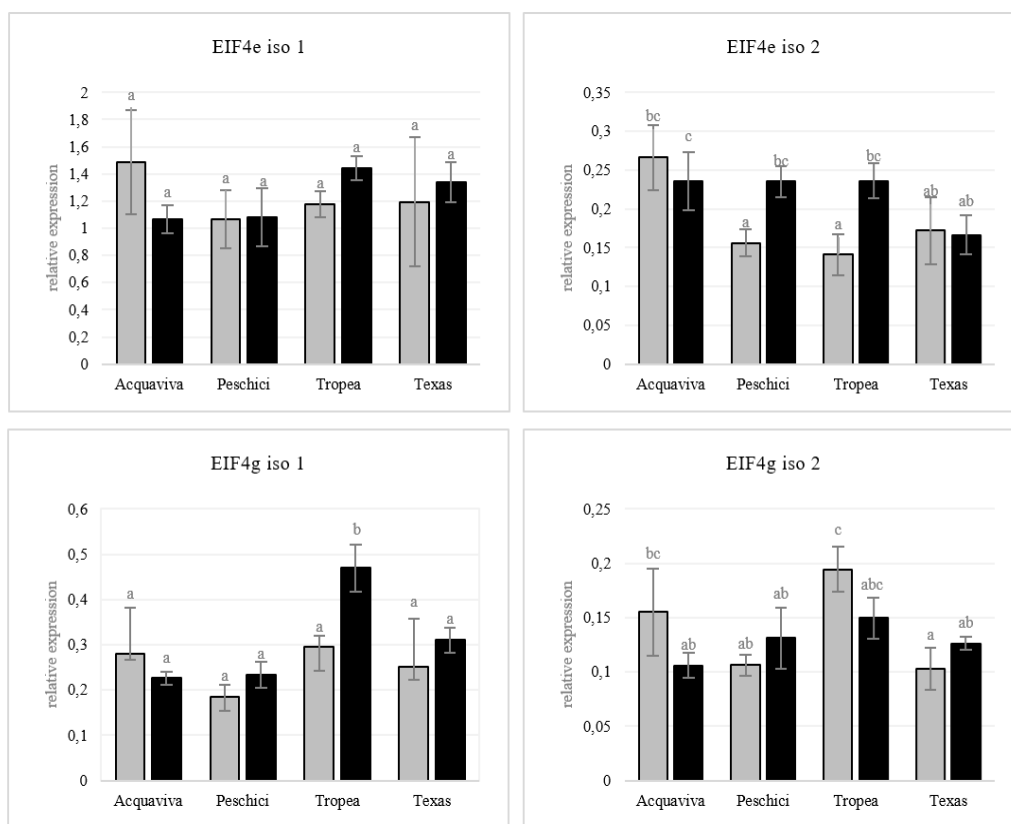 EIF4e iso 1
relative expression
2
1,8
1,6
1,4
1,2
1
0,8
0,6
0,4
0,2
0
a
a
a
a
a
a
a
a
Acquaviva Peschici Tropea Texas
EIF4e iso 2
relative expression
0,35
0,3
0,25
0,2
0,15
0,1
0,05
0
bc
c
a
bc
a
bc
ab
ab
Acquaviva Peschici Tropea Texas
EIF4g iso 1
relative expression
0,6
0,5
0,4
0,3
0,2
0,1
0
a
a
a
a
a
b
a
a
Acquaviva Peschici Tropea Texas
EIF4g iso 2
relative expression
0,25
0,2
0,15
0,1
0,05
0
bc
ab
ab
ab
c
abc
a
ab
Acquaviva Peschici Tropea Texas